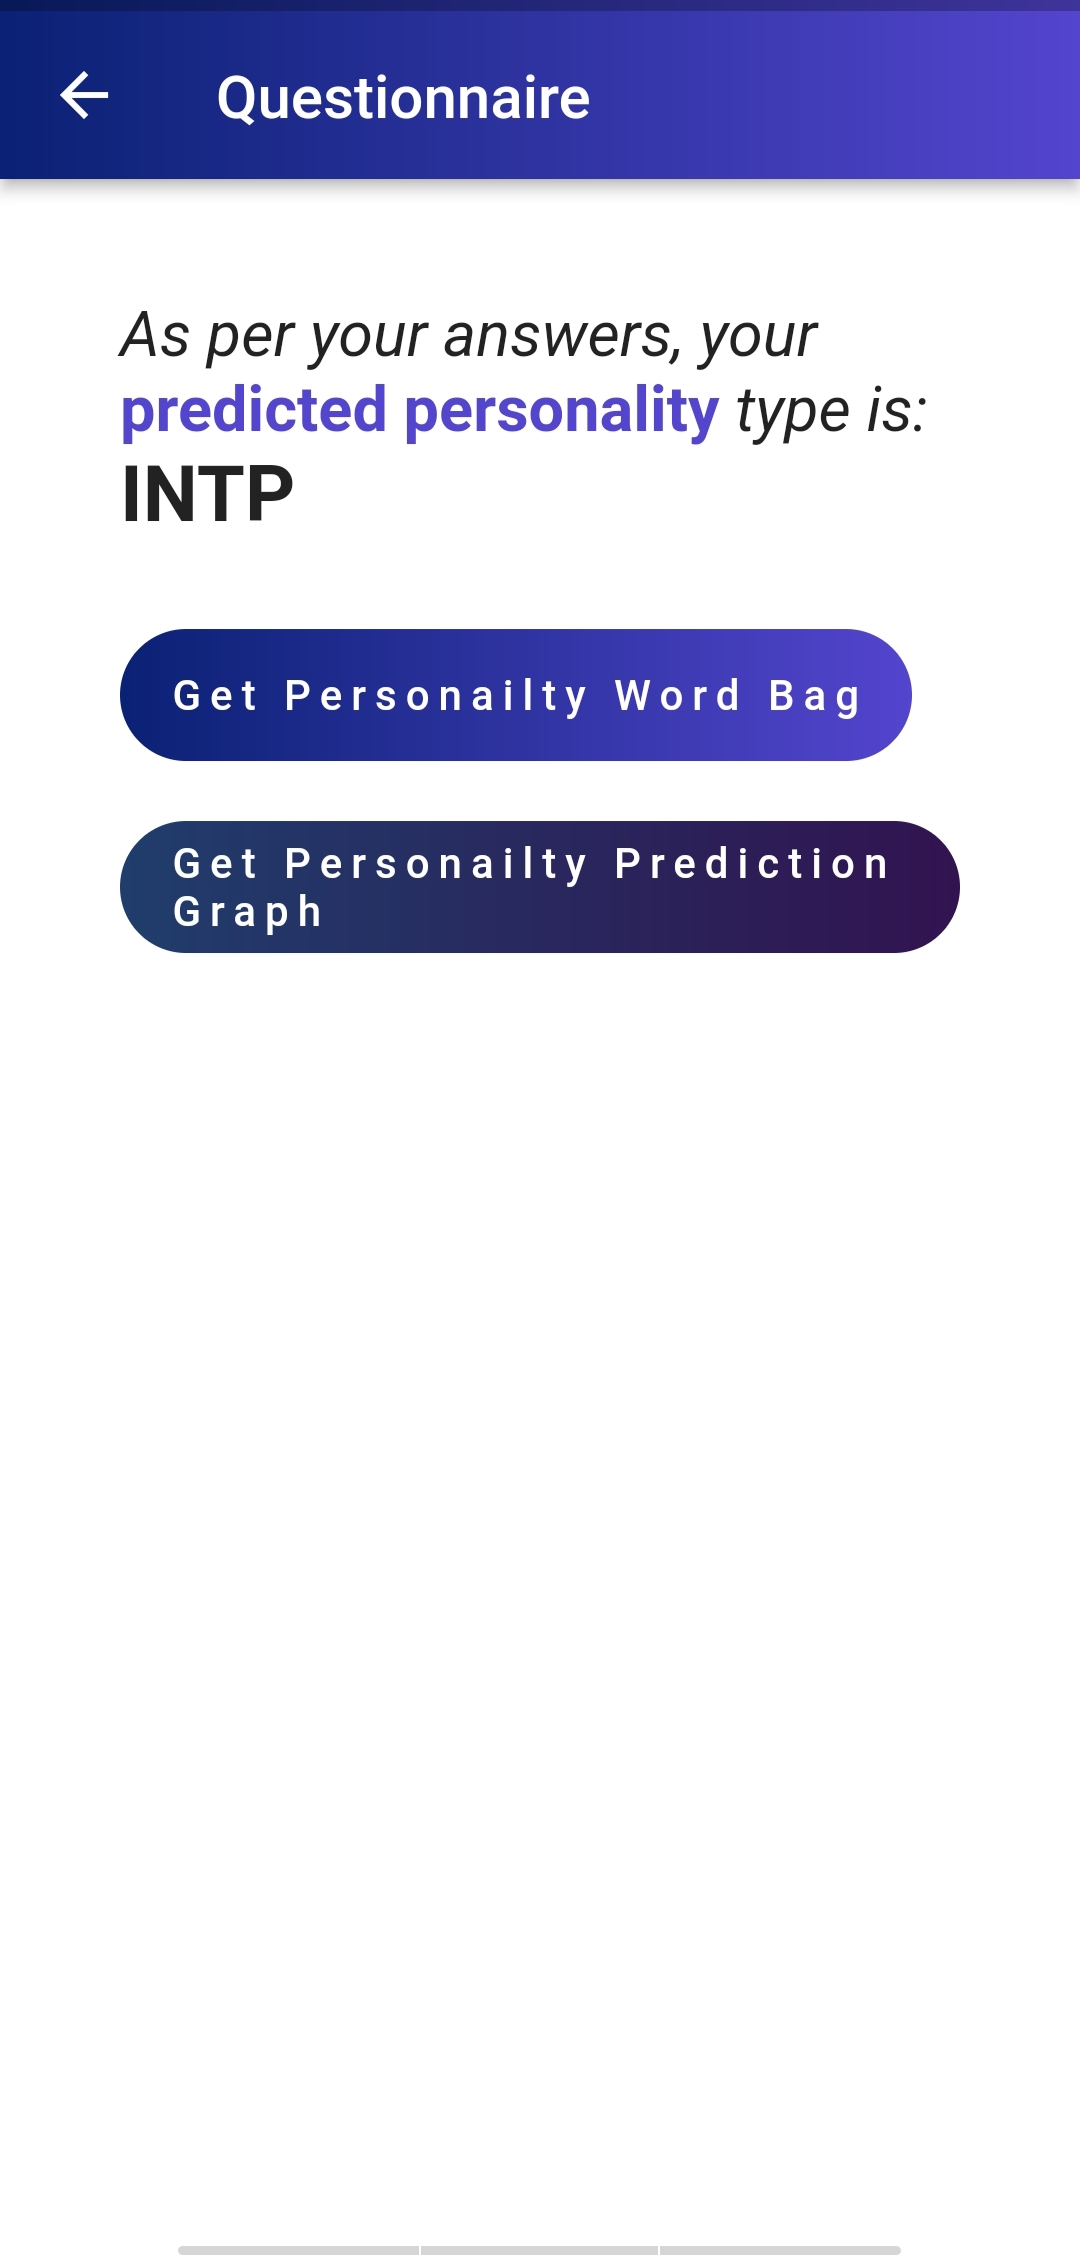 Questionnaire
As per your answers, your
predicted personality type is:
INTP
Get Personailty Word Bag
Get Personailty Prediction
Graph